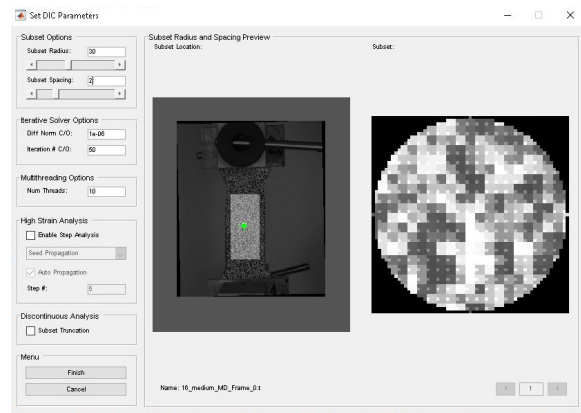 Set DIC Parameters
Subset Options
Subset Radius: 30
Subset Spacing: 2
Iterative Solver Options
Diff Norm C/O: 1e-06
Iteration # C/O: 50
Multithreading Options
Num Threads: 10
High Strain Analysis
Enable Step Analysis
Seed Propagation
Auto Propagation
Step #: 5
Discontinuous Analysis
Subset Truncation
Menu
Finish
Cancel
Subset Radius and Spacing Preview
Subset Location:
Subset:
Name: 16_medium_MD_Frame_0.t
1